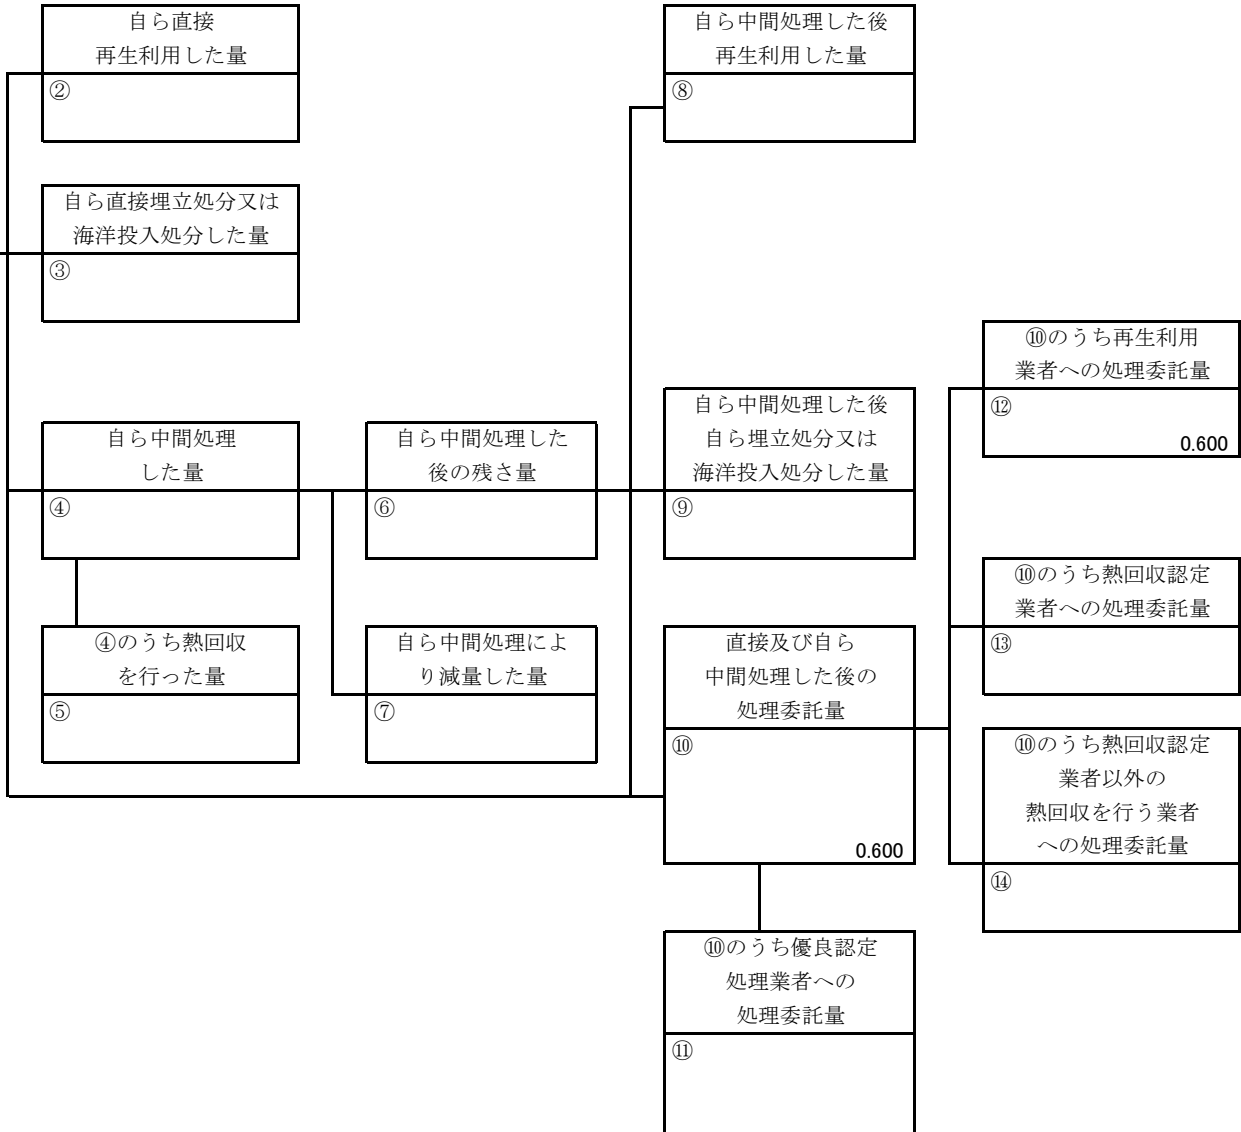 自ら直接
再生利用した量
②
自ら中間処理した後
再生利用した量
⑧
自ら直接埋立処分又は
海洋投入処分した量
③
⑩のうち再生利用
業者への処理委託量
⑫
0.600
自ら中間処理
した量
④
自ら中間処理した
後の残さ量
⑥
自ら中間処理した後
自ら埋立処分又は
海洋投入処分した量
⑨
⑩のうち熱回収認定
業者への処理委託量
⑬
④のうち熱回収
を行った量
⑤
自ら中間処理によ
り減量した量
⑦
直接及び自ら
中間処理した後の
処理委託量
⑩
0.600
⑩のうち熱回収認定
業者以外の
熱回収を行う業者
への処理委託量
⑭
⑩のうち優良認定
処理業者への
処理委託量
⑪